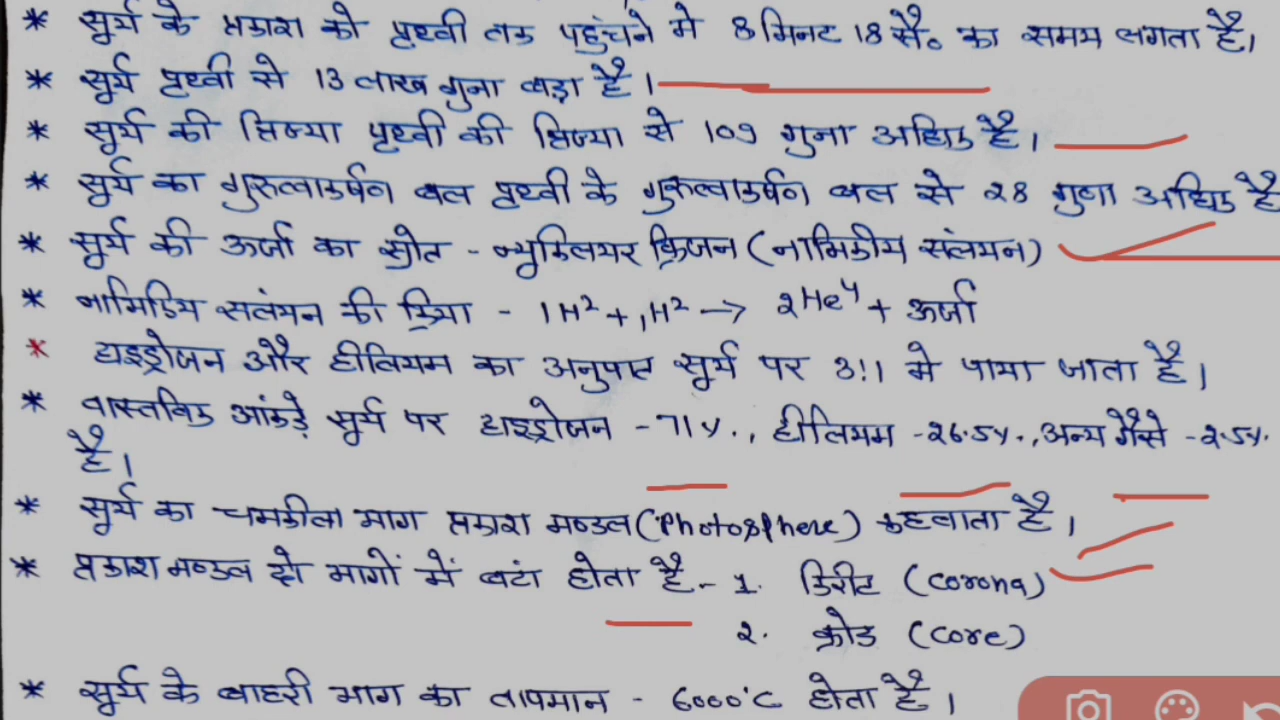 * सूर्य के प्रकाश को पृथ्वी तक पहुंचने मे 8 मिनट 18 सै० का समय लगता है।
* सूर्य पृथ्वी से 13 लाख गुना बड़ा है।
* सूर्य की त्रिज्या पृथ्वी की त्रिज्या से 109 गुना अधिक है।
* सूर्य का गुरुत्वाकर्षण बल पृथ्वी के गुरुत्वाकर्षण बल से 28 गुणा अधिक है
* सूर्य की ऊर्जा का स्रोत - न्यूक्लियर फ्रिजन (नाभिकीय संलयन)
* नाभिकिय सलंयन की क्रिया - 1H² + 1H² → 2He⁴ + ऊर्जा
* हाइड्रोजन और हीलियम का अनुपात सूर्य पर 3:1 मे पाया जाता है।
* वास्तविक आंकड़े सूर्य पर हाइड्रोजन - 71%, हीलियम - 26.5%, अन्य गैसे - 2.5%
है।
* सूर्य का चमकीला भाग प्रकाश मण्डल (Photosphere) कहलाता है।
* प्रकाश मण्डल दो भागों में बटां होता है - 1. किरीट (Corona)
2. क्रोड (Core)
* सूर्य के बाहरी भाग का तापमान - 6000°C होता है।